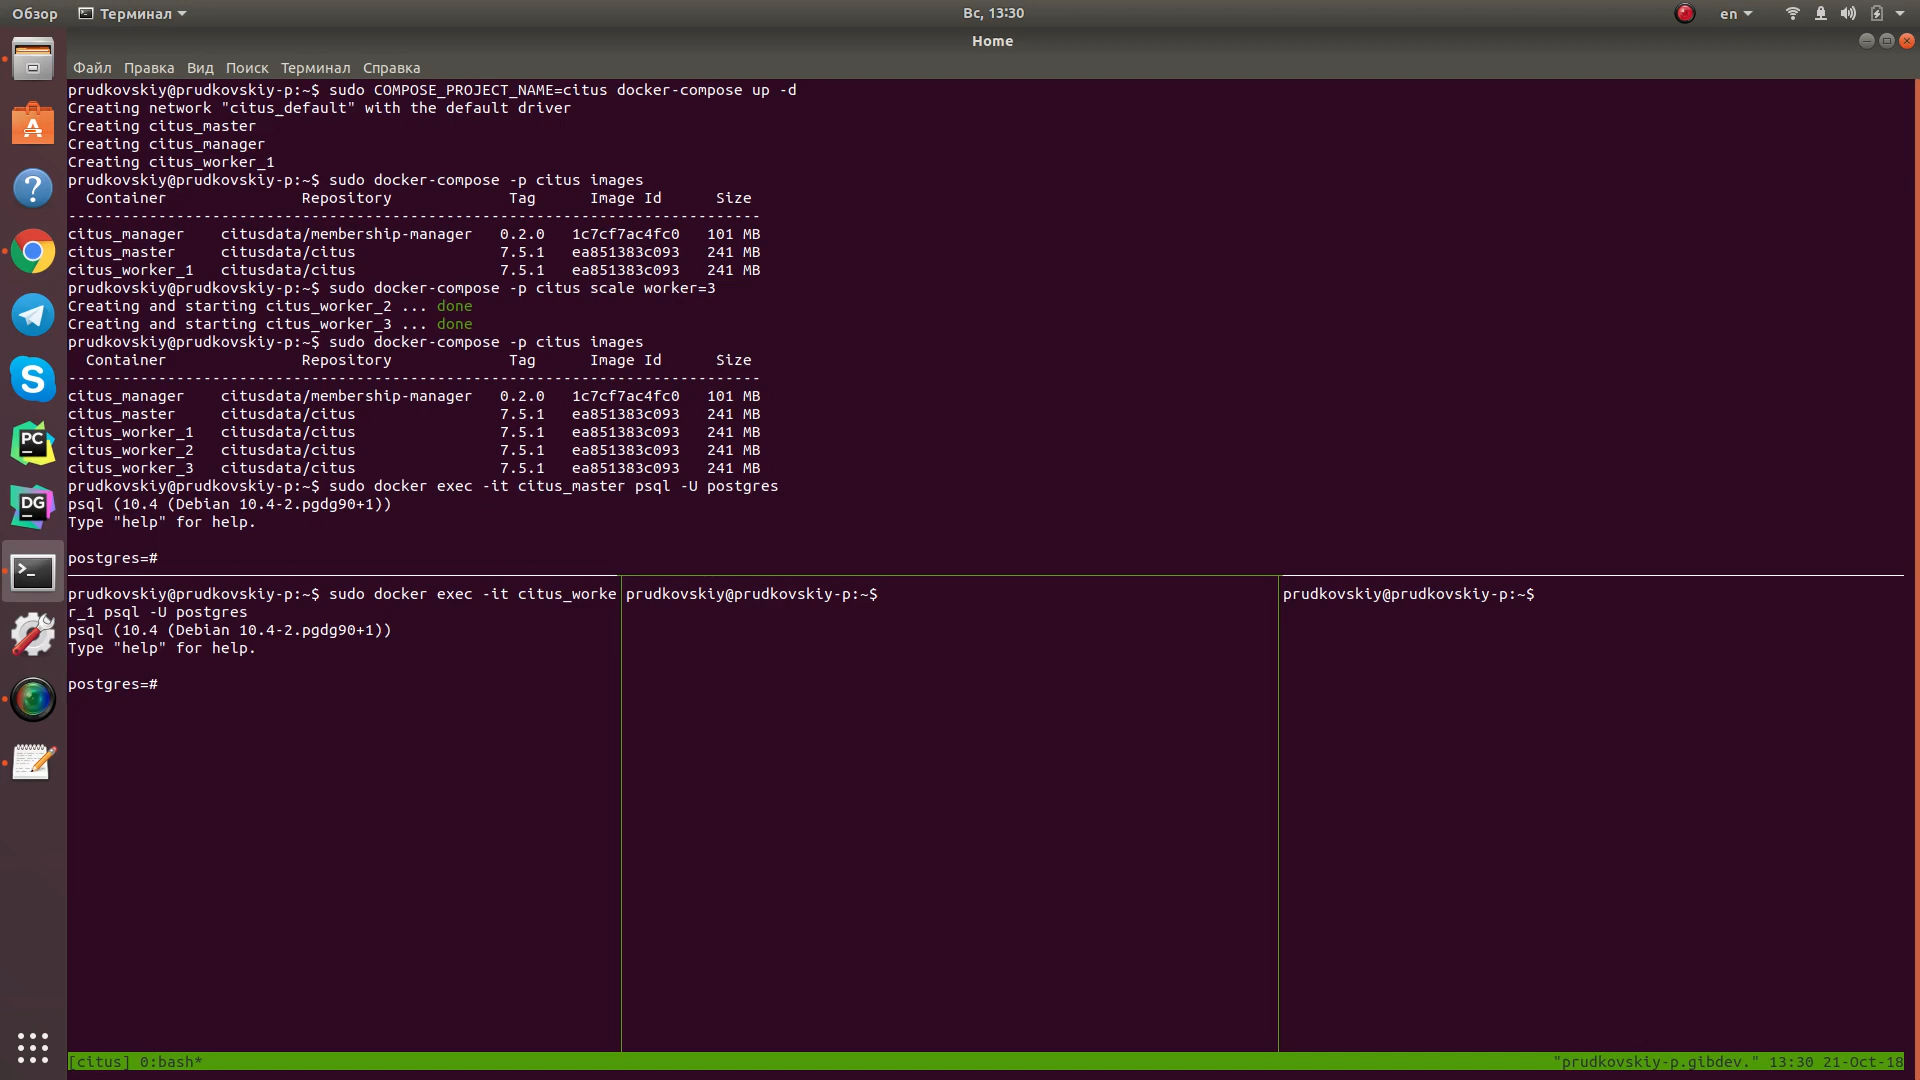 Обзор Терминал Вс, 13:30 en
Home
Файл Правка Вид Поиск Терминал Справка
prudkovskiy@prudkovskiy-p:~$ sudo COMPOSE_PROJECT_NAME=citus docker-compose up -d
Creating network "citus_default" with the default driver
Creating citus_master
Creating citus_manager
Creating citus_worker_1
prudkovskiy@prudkovskiy-p:~$ sudo docker-compose -p citus images
Container Repository Tag Image Id Size
-----------------------------------------------------------------------------
citus_manager citusdata/membership-manager 0.2.0 1c7cf7ac4fc0 101 MB
citus_master citusdata/citus 7.5.1 ea851383c093 241 MB
citus_worker_1 citusdata/citus 7.5.1 ea851383c093 241 MB
prudkovskiy@prudkovskiy-p:~$ sudo docker-compose -p citus scale worker=3
Creating and starting citus_worker_2 ... done
Creating and starting citus_worker_3 ... done
prudkovskiy@prudkovskiy-p:~$ sudo docker-compose -p citus images
Container Repository Tag Image Id Size
-----------------------------------------------------------------------------
citus_manager citusdata/membership-manager 0.2.0 1c7cf7ac4fc0 101 MB
citus_master citusdata/citus 7.5.1 ea851383c093 241 MB
citus_worker_1 citusdata/citus 7.5.1 ea851383c093 241 MB
citus_worker_2 citusdata/citus 7.5.1 ea851383c093 241 MB
citus_worker_3 citusdata/citus 7.5.1 ea851383c093 241 MB
prudkovskiy@prudkovskiy-p:~$ sudo docker exec -it citus_master psql -U postgres
psql (10.4 (Debian 10.4-2.pgdg90+1))
Type "help" for help.
postgres=#
prudkovskiy@prudkovskiy-p:~$ sudo docker exec -it citus_worke
r_1 psql -U postgres
psql (10.4 (Debian 10.4-2.pgdg90+1))
Type "help" for help.
postgres=#
prudkovskiy@prudkovskiy-p:~$
prudkovskiy@prudkovskiy-p:~$
PC
DG
[citus] 0:bash* "prudkovskiy-p.gibdev." 13:30 21-Oct-18